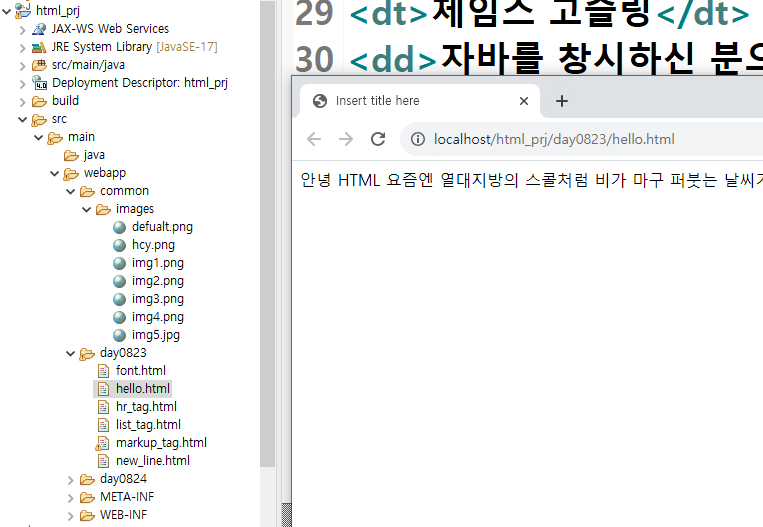 html_prj
JAX-WS Web Services
JRE System Library [JavaSE-17]
src/main/java
Deployment Descriptor: html_prj
build
src
main
java
webapp
common
images
defualt.png
hcy.png
img1.png
img2.png
img3.png
img4.png
img5.jpg
day0823
font.html
hello.html
hr_tag.html
list_tag.html
markup_tag.html
new_line.html
day0824
META-INF
WEB-INF
29 <dt>제임스 고슬링</dt>
30 <dd>자바를 창시하신
Insert title here
localhost/html_prj/day0823/hello.html
안녕 HTML 요즘엔 열대지방의 스콜처럼 비가 마구 퍼붓는